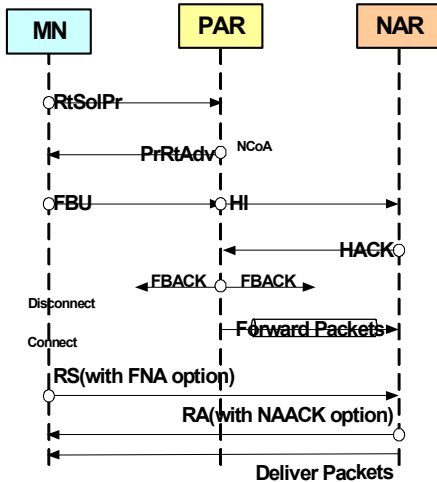 MN PAR NAR
RtSolPr
PrRtAdv NCoA
FBU HI
HACK
FBACK FBACK
Disconnect
Forward Packets
Connect
RS(with FNA option)
RA(with NAACK option)
Deliver Packets